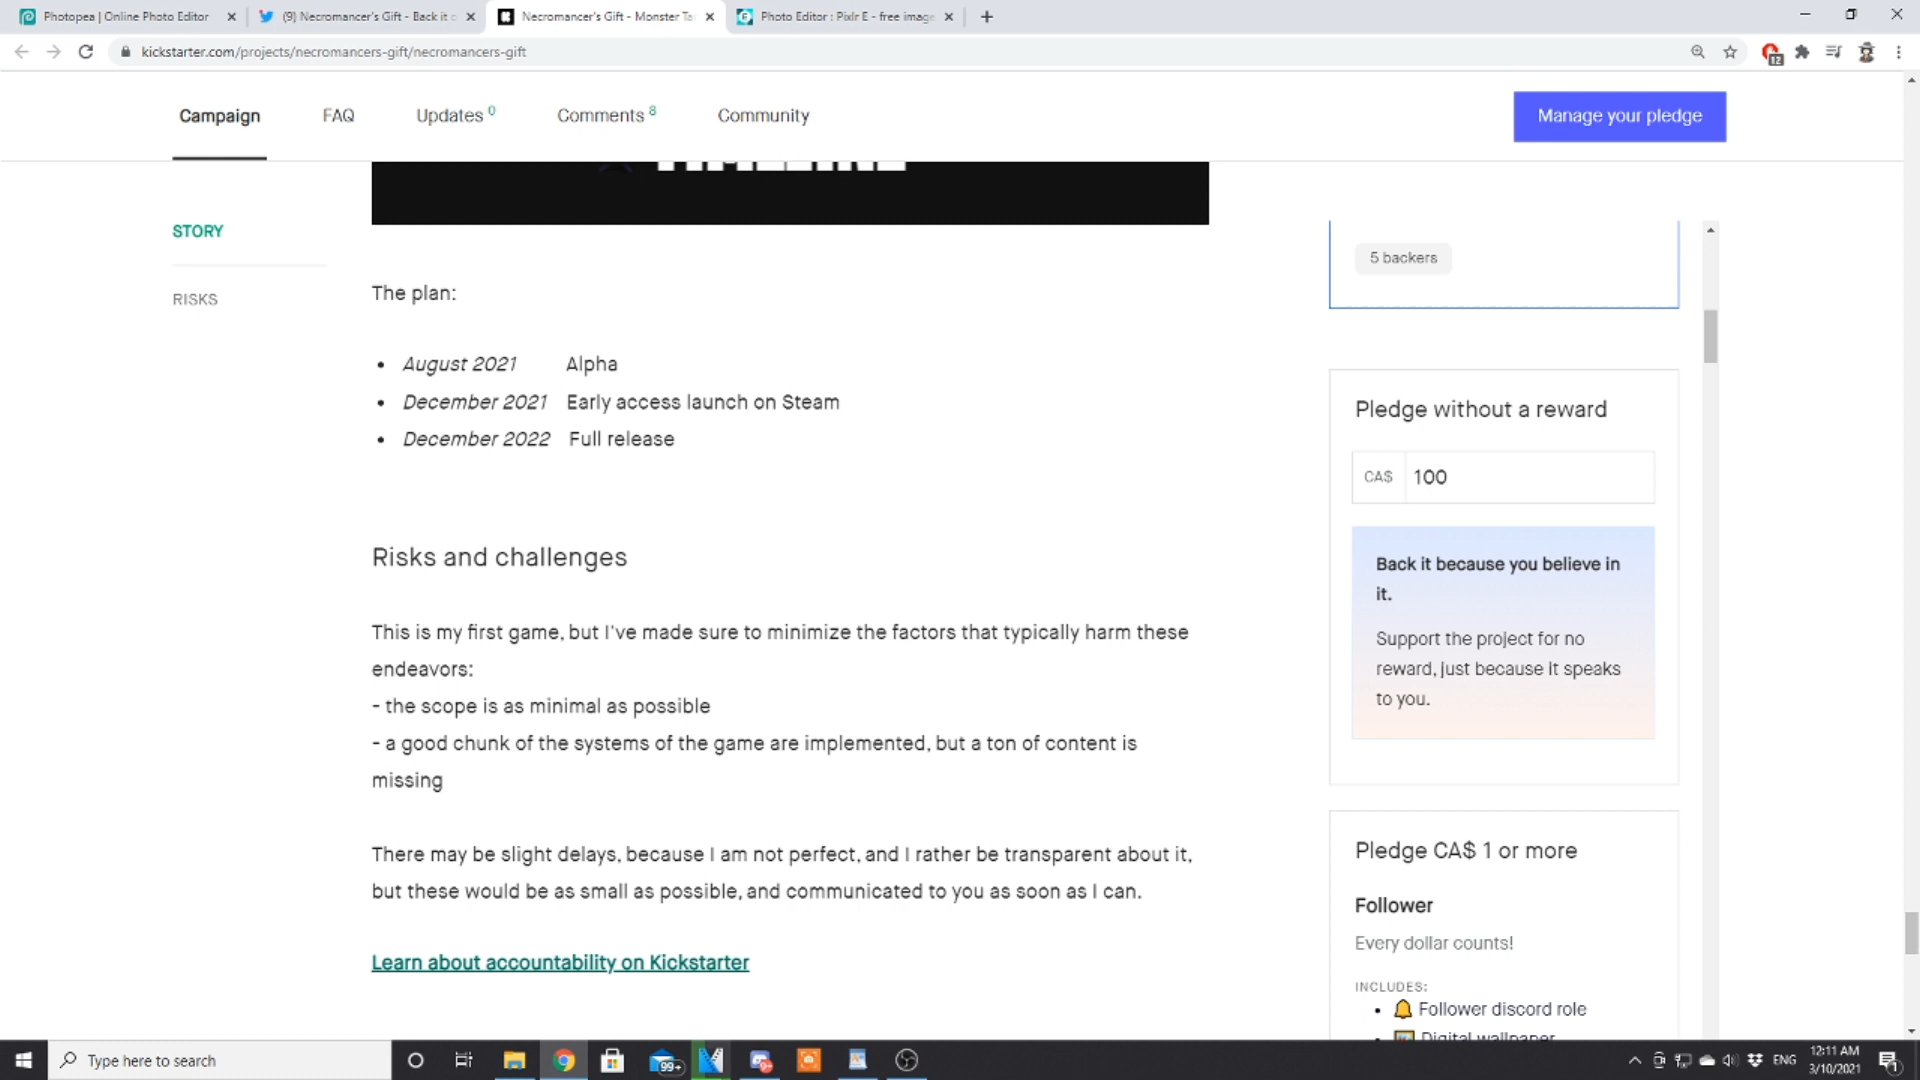 Photopea | Online Photo Editor
(9) Necromancer's Gift - Back it o
Necromancer's Gift - Monster Ta
Photo Editor : Pixlr E - free image
kickstarter.com/projects/necromancers-gift/necromancers-gift
12
Campaign
FAQ
Updates 0
Comments 8
Community
Manage your pledge
STORY
RISKS
The plan:
• August 2021 Alpha
• December 2021 Early access launch on Steam
• December 2022 Full release
Risks and challenges
This is my first game, but I've made sure to minimize the factors that typically harm these
endeavors:
- the scope is as minimal as possible
- a good chunk of the systems of the game are implemented, but a ton of content is
missing
There may be slight delays, because I am not perfect, and I rather be transparent about it,
but these would be as small as possible, and communicated to you as soon as I can.
Learn about accountability on Kickstarter
5 backers
Pledge without a reward
CA$ 100
Back it because you believe in
it.
Support the project for no
reward, just because it speaks
to you.
Pledge CA$ 1 or more
Follower
Every dollar counts!
INCLUDES:
• Follower discord role
• Digital wallpaper
Type here to search
99+
ENG
12:11 AM
3/10/2021
1